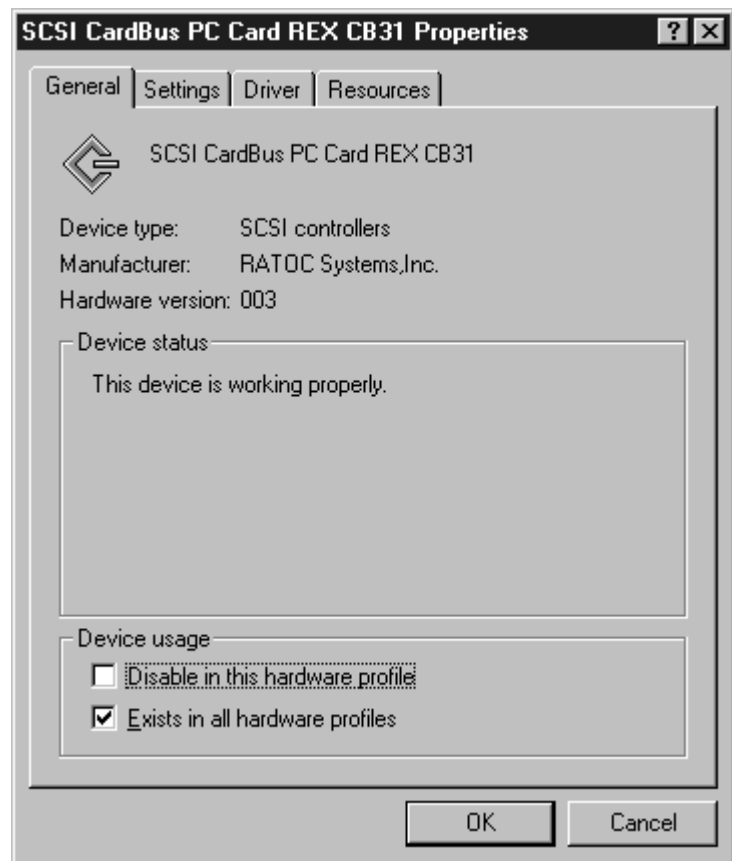 SCSI CardBus PC Card REX CB31 Properties
General Settings Driver Resources
SCSI CardBus PC Card REX CB31
Device type: SCSI controllers
Manufacturer: RATOC Systems,Inc.
Hardware version: 003
Device status
This device is working properly.
Device usage
Disable in this hardware profile
Exists in all hardware profiles
OK Cancel